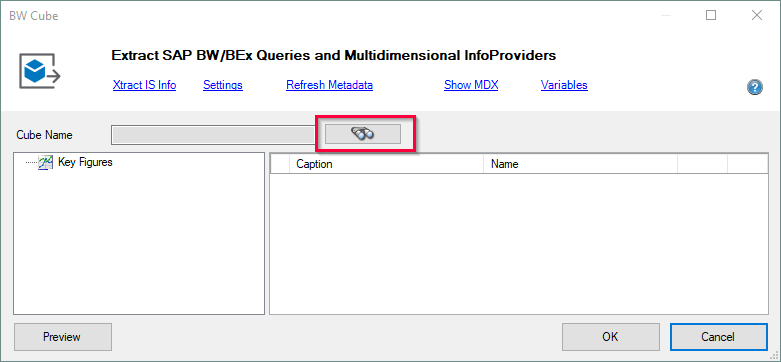 BW Cube
Extract SAP BW/BEx Queries and Multidimensional InfoProviders
Xtract IS Info Settings Refresh Metadata Show MDX Variables
?
Cube Name
Key Figures
Caption Name
Preview OK Cancel